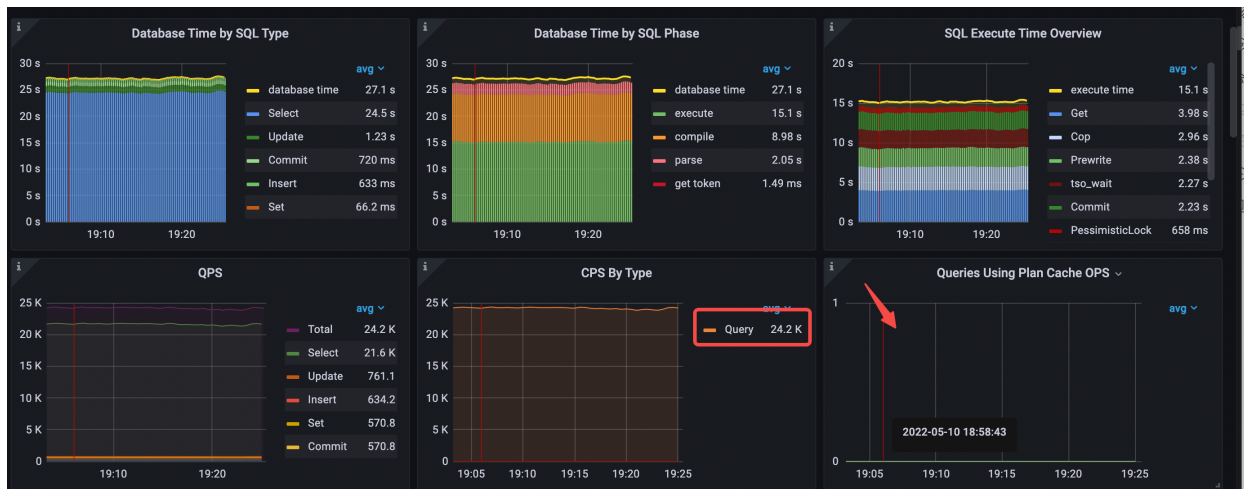 Database Time by SQL Type
30 s
25 s
20 s
15 s
10 s
5 s
0 s
19:10
19:20
avg
database time 27.1 s
Select 24.5 s
Update 1.23 s
Commit 720 ms
Insert 633 ms
Set 66.2 ms
Database Time by SQL Phase
30 s
25 s
20 s
15 s
10 s
5 s
0 s
19:10
19:20
avg
database time 27.1 s
execute 15.1 s
compile 8.98 s
parse 2.05 s
get token 1.49 ms
SQL Execute Time Overview
20 s
15 s
10 s
5 s
0 s
19:10
19:20
avg
execute time 15.1 s
Get 3.98 s
Cop 2.96 s
Prewrite 2.38 s
tso_wait 2.27 s
Commit 2.23 s
PessimisticLock 658 ms
QPS
25 K
20 K
15 K
10 K
5 K
0
19:10
19:20
avg
Total 24.2 K
Select 21.6 K
Update 761.1
Insert 634.2
Set 570.8
Commit 570.8
CPS By Type
25 K
20 K
15 K
10 K
5 K
0
19:05
19:10
19:15
19:20
19:25
avg
Query 24.2 K
Queries Using Plan Cache OPS
1
0
19:05
19:10
19:15
19:20
19:25
avg
2022-05-10 18:58:43